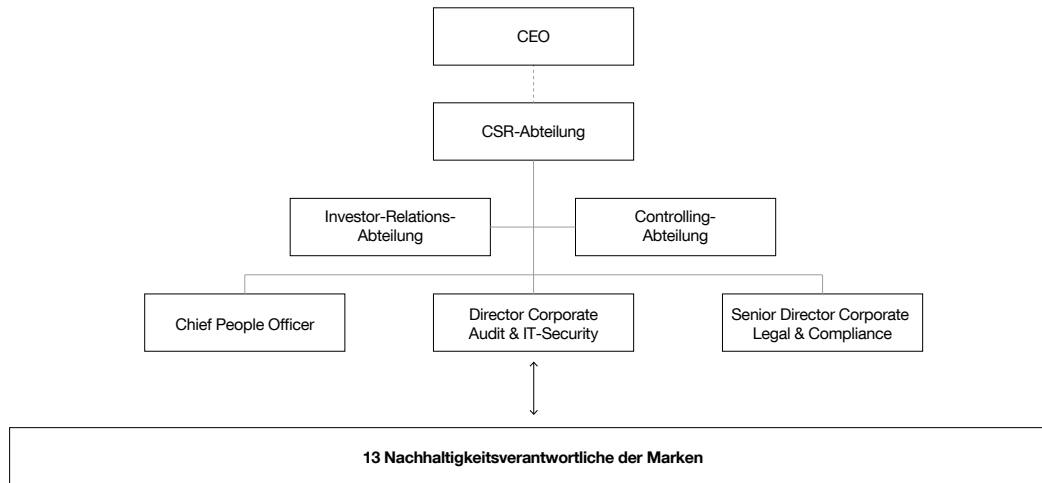 CEO
CSR-Abteilung
Investor-Relations-
Abteilung
Controlling-
Abteilung
Chief People Officer
Director Corporate
Audit & IT-Security
Senior Director Corporate
Legal & Compliance
13 Nachhaltigkeitsverantwortliche der Marken